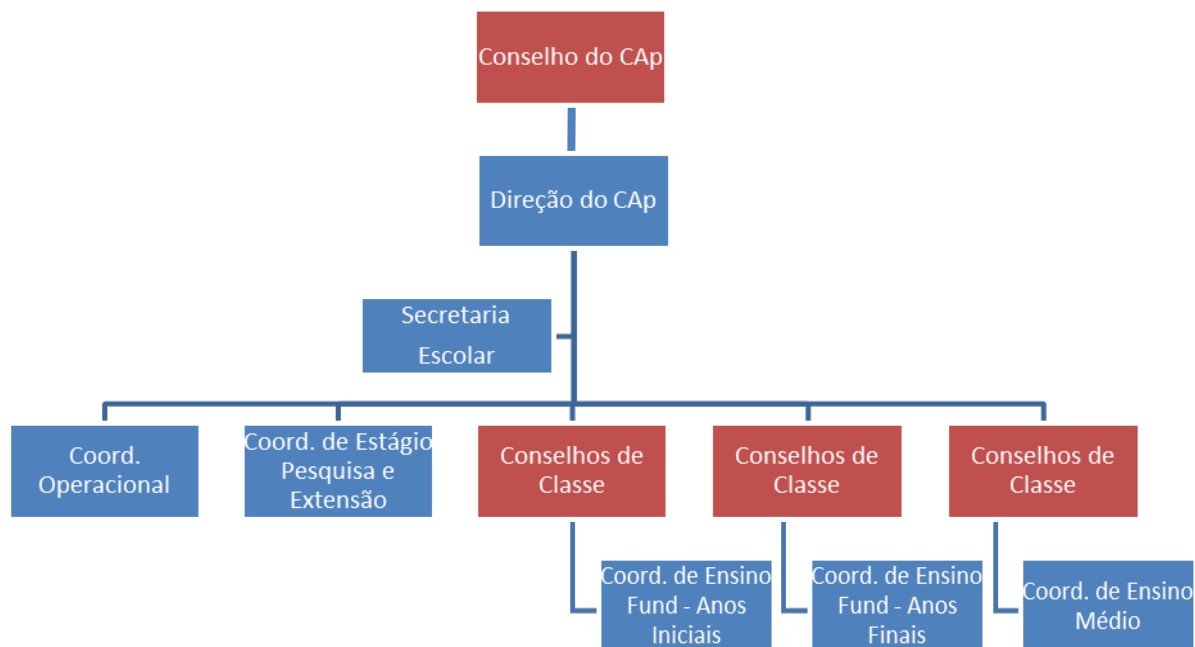 Conselho do CAp
Direção do CAp
Secretaria
Escolar
Coord.
Operacional
Coord. de Estágio
Pesquisa e
Extensão
Conselhos de
Classe
Conselhos de
Classe
Conselhos de
Classe
Coord. de Ensino
Fund - Anos
Iniciais
Coord. de Ensino
Fund - Anos
Finais
Coord. de Ensino
Médio